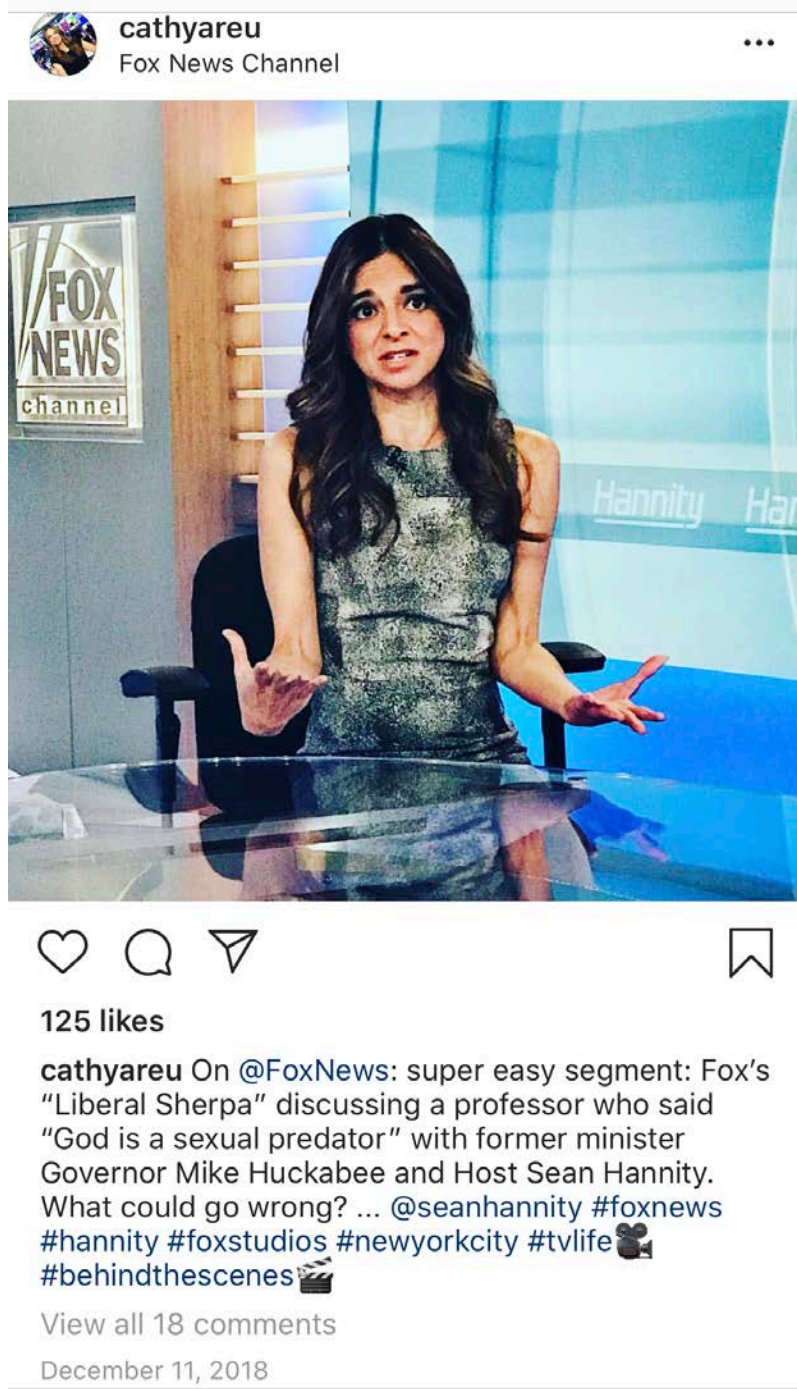 cathyareu
Fox News Channel
FOX
NEWS
channel
Hannity Han
125 likes
cathyareu On @FoxNews: super easy segment: Fox's
“Liberal Sherpa” discussing a professor who said
“God is a sexual predator” with former minister
Governor Mike Huckabee and Host Sean Hannity.
What could go wrong? ... @seanhannity #foxnews
#hannity #foxstudios #newyorkcity #tvlife🎥
#behindthescenes🎬
View all 18 comments
December 11, 2018